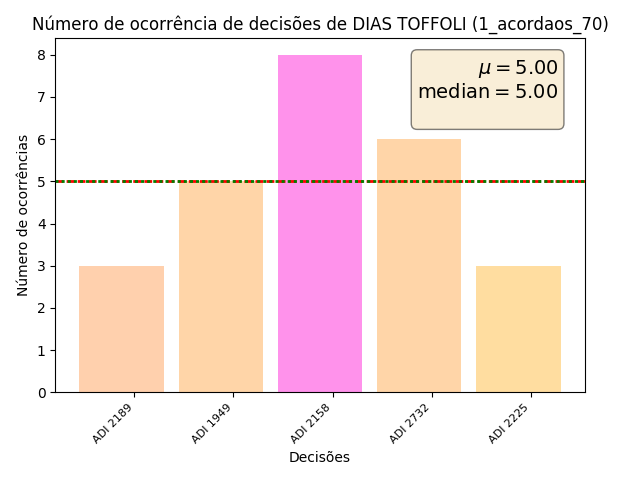 Número de ocorrência de decisões de DIAS TOFFOLI (1_acordaos_70)
μ = 5.00
median = 5.00
8
7
6
5
4
3
2
1
0
Número de ocorrências
ADI 2189
ADI 1949
ADI 2158
ADI 2732
ADI 2225
Decisões